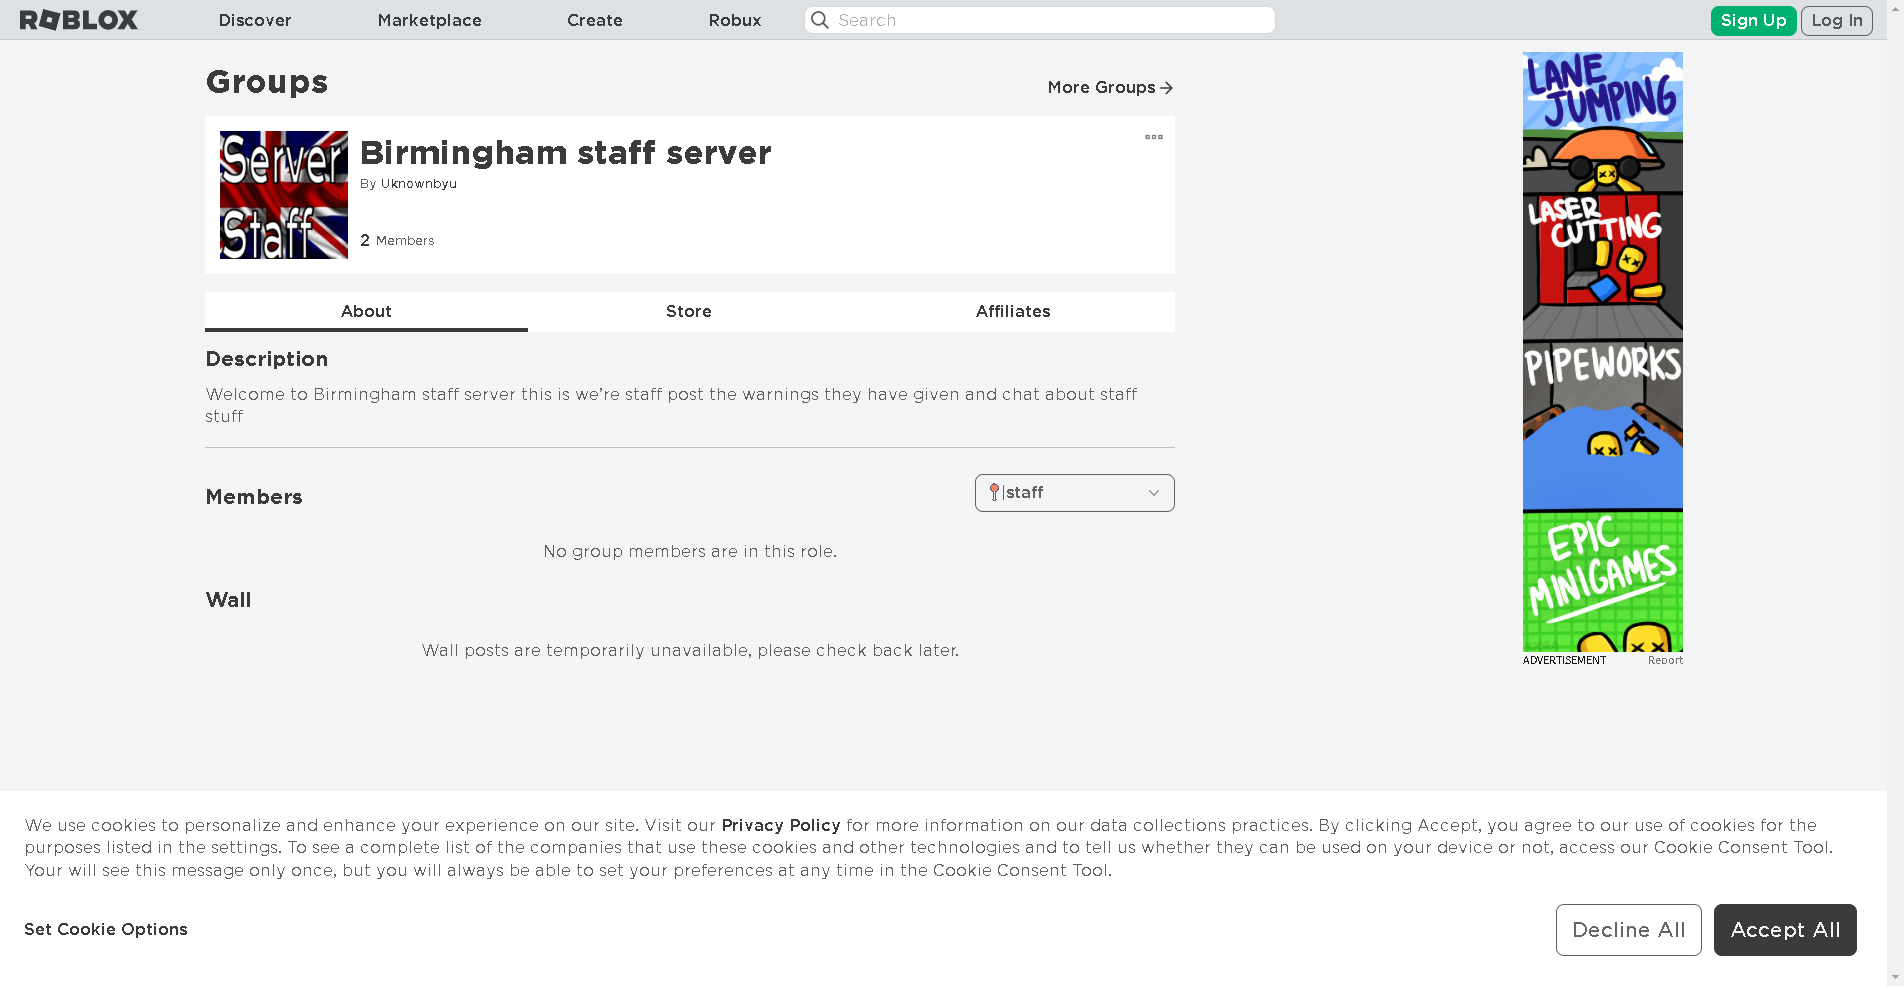 ROBLOX
Discover
Marketplace
Create
Robux
Search
Sign Up
Log In
Groups
More Groups
Server
Staff
Birmingham staff server
By Uknownbyu
2 Members
About
Store
Affiliates
Description
Welcome to Birmingham staff server this is we’re staff post the warnings they have given and chat about staff
stuff
Members
|staff
No group members are in this role.
Wall
Wall posts are temporarily unavailable, please check back later.
LANE
JUMPING
LASER
CUTTING
PIPEWORKS
EPIC
MINIGAMES
ADVERTISEMENT
Report
We use cookies to personalize and enhance your experience on our site. Visit our Privacy Policy for more information on our data collections practices. By clicking Accept, you agree to our use of cookies for the
purposes listed in the settings. To see a complete list of the companies that use these cookies and other technologies and to tell us whether they can be used on your device or not, access our Cookie Consent Tool.
Your will see this message only once, but you will always be able to set your preferences at any time in the Cookie Consent Tool.
Set Cookie Options
Decline All
Accept All